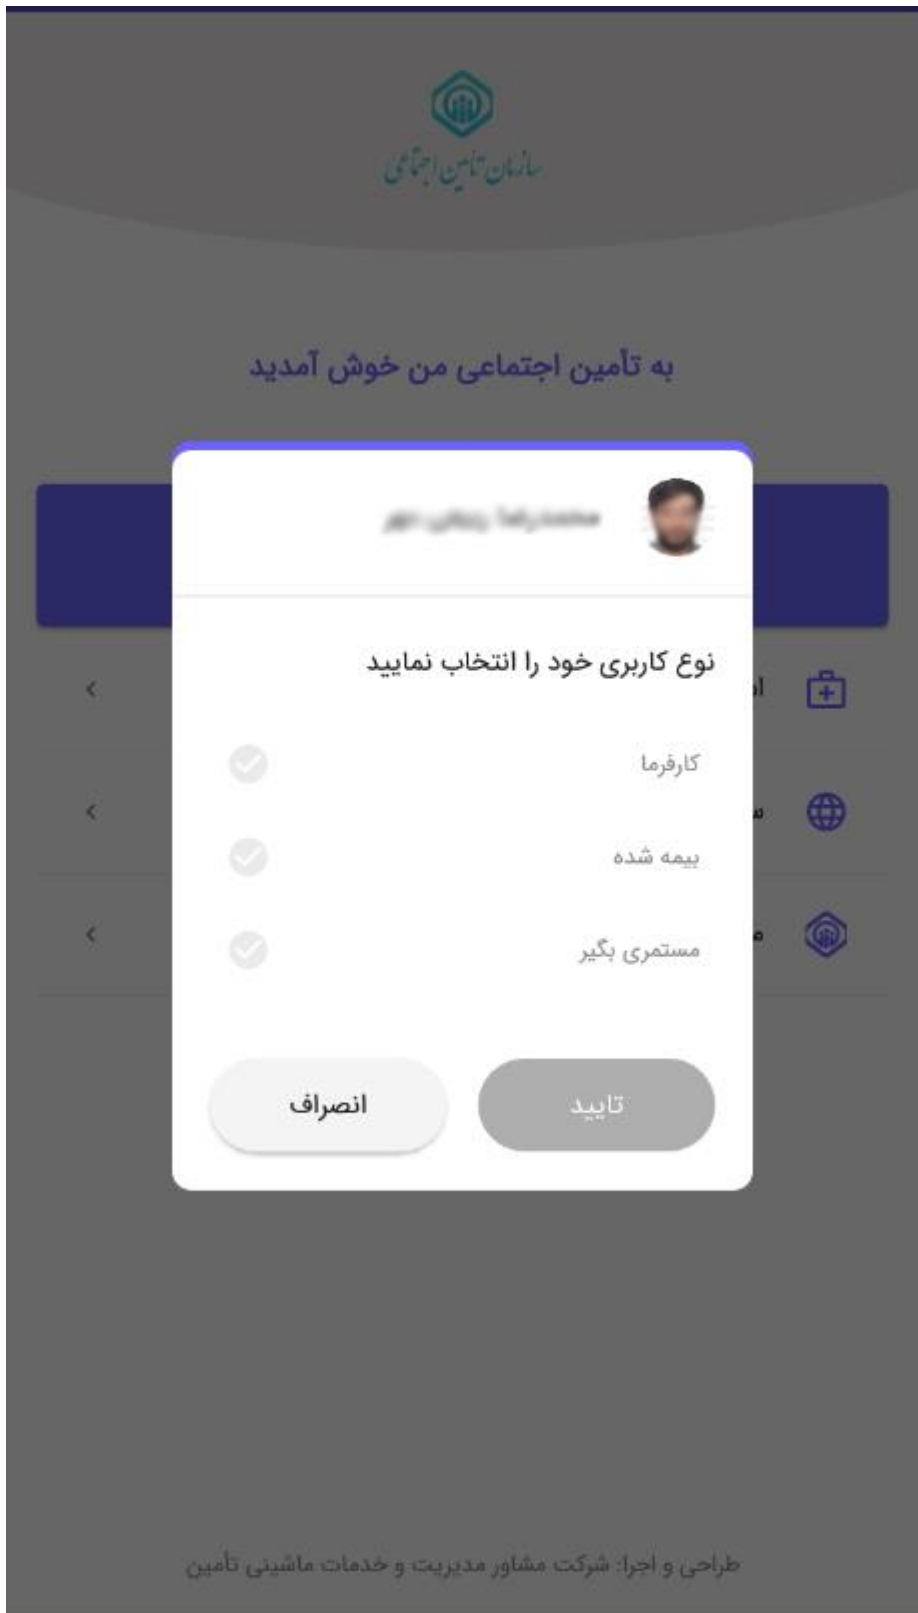 سازمان تأمین اجتماعی
به تأمین اجتماعی من خوش آمدید
نوع کاربری خود را انتخاب نمایید
کارفرما
بیمه شده
مستمری بگیر
تایید
انصراف
طراحی و اجرا: شرکت مشاور مدیریت و خدمات ماشینی تأمین